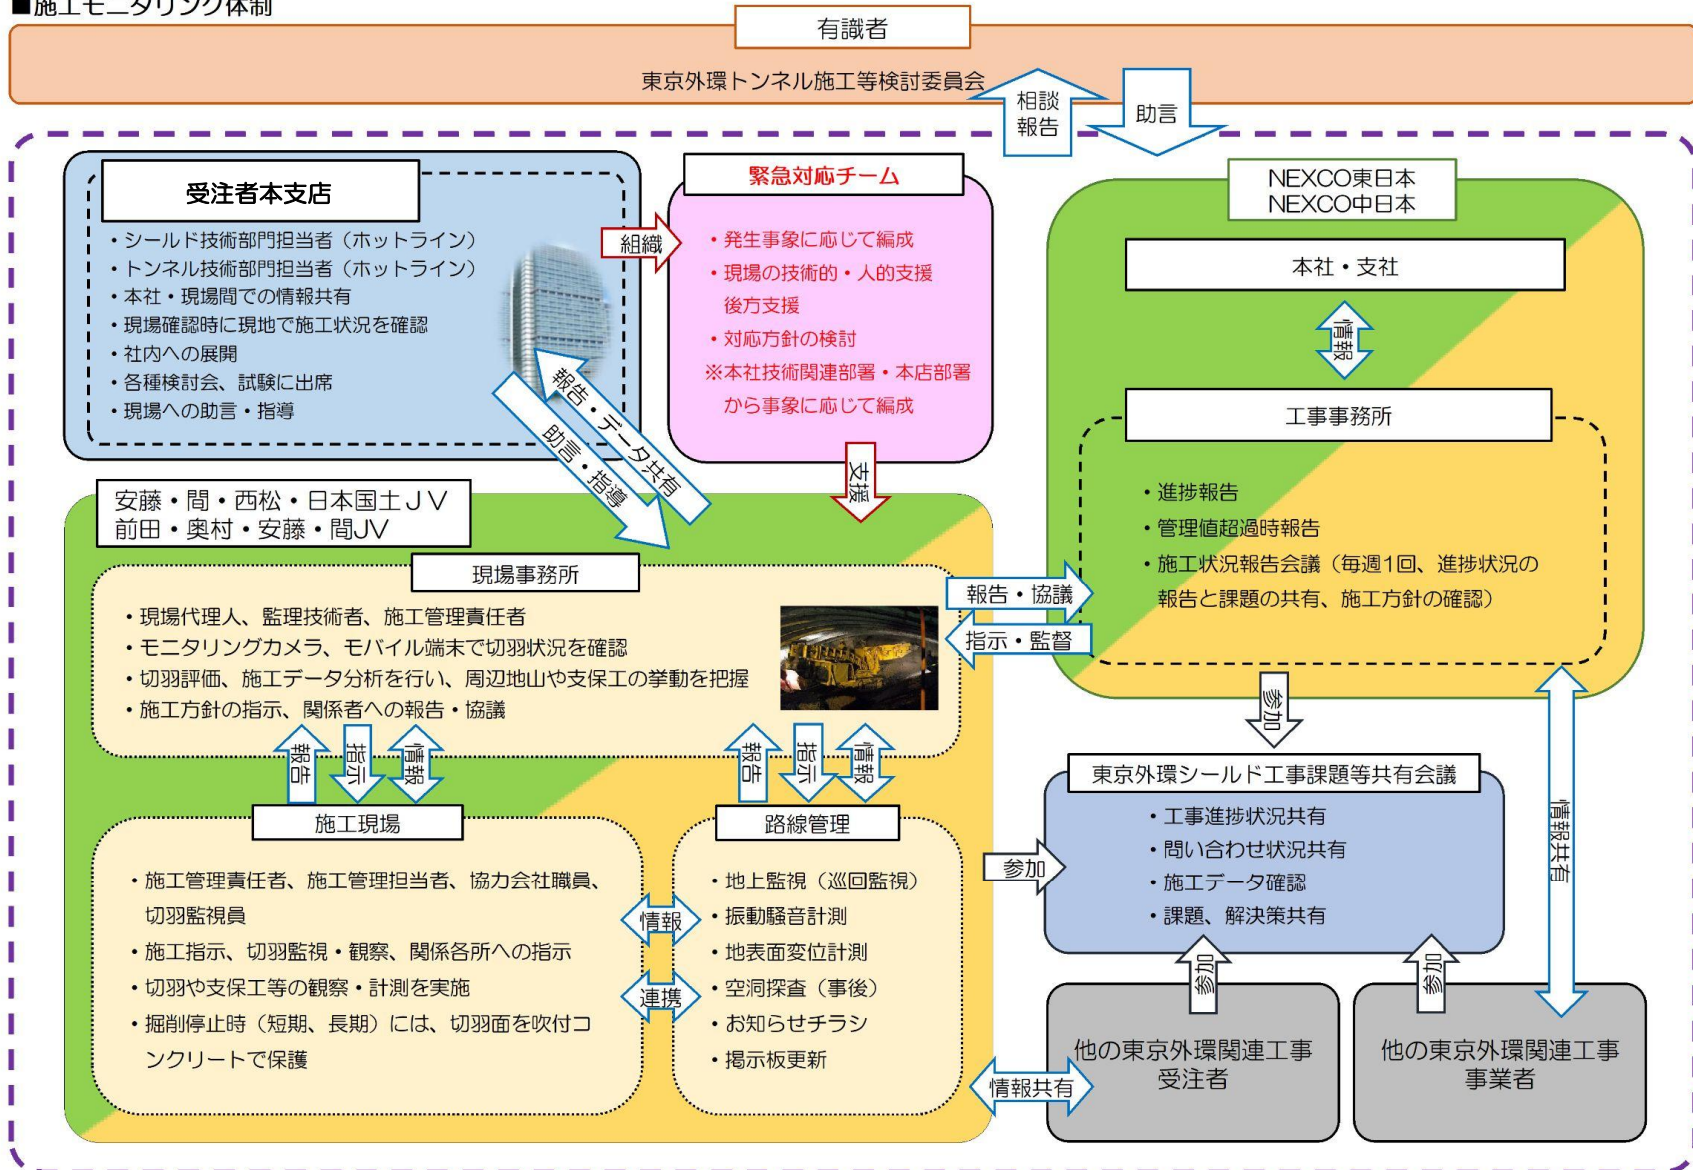 ■施工モニタリング体制
有識者
東京外環トンネル施工等検討委員会
相談
報告
助言
受注者本支店
・シールド技術部門担当者（ホットライン）
・トンネル技術部門担当者（ホットライン）
・本社・現場間での情報共有
・現場確認時に現地で施工状況を確認
・社内への展開
・各種検討会、試験に出席
・現場への助言・指導
組織
緊急対応チーム
・発生事象に応じて編成
・現場の技術的・人的支援
後方支援
・対応方針の検討
※本社技術関連部署・本店部署
から事象に応じて編成
報告・データ共有
助言・指導
支援
NEXCO東日本
NEXCO中日本
本社・支社
情報
工事事務所
・進捗報告
・管理値超過時報告
・施工状況報告会議（毎週1回、進捗状況の
報告と課題の共有、施工方針の確認）
安藤・間・西松・日本国土ＪＶ
前田・奥村・安藤・間JV
現場事務所
・現場代理人、監理技術者、施工管理責任者
・モニタリングカメラ、モバイル端末で切羽状況を確認
・切羽評価、施工データ分析を行い、周辺地山や支保工の挙動を把握
・施工方針の指示、関係者への報告・協議
報告・協議
指示・監督
報告
指示
情報
報告
指示
情報
施工現場
・施工管理責任者、施工管理担当者、協力会社職員、
切羽監視員
・施工指示、切羽監視・観察、関係各所への指示
・切羽や支保工等の観察・計測を実施
・掘削停止時（短期、長期）には、切羽面を吹付コ
ンクリートで保護
情報
連携
路線管理
・地上監視（巡回監視）
・振動騒音計測
・地表面変位計測
・空洞探査（事後）
・お知らせチラシ
・掲示板更新
参加
参加
東京外環シールド工事課題等共有会議
・工事進捗状況共有
・問い合わせ状況共有
・施工データ確認
・課題、解決策共有
情報共有
参加
参加
他の東京外環関連工事
受注者
他の東京外環関連工事
事業者
情報共有